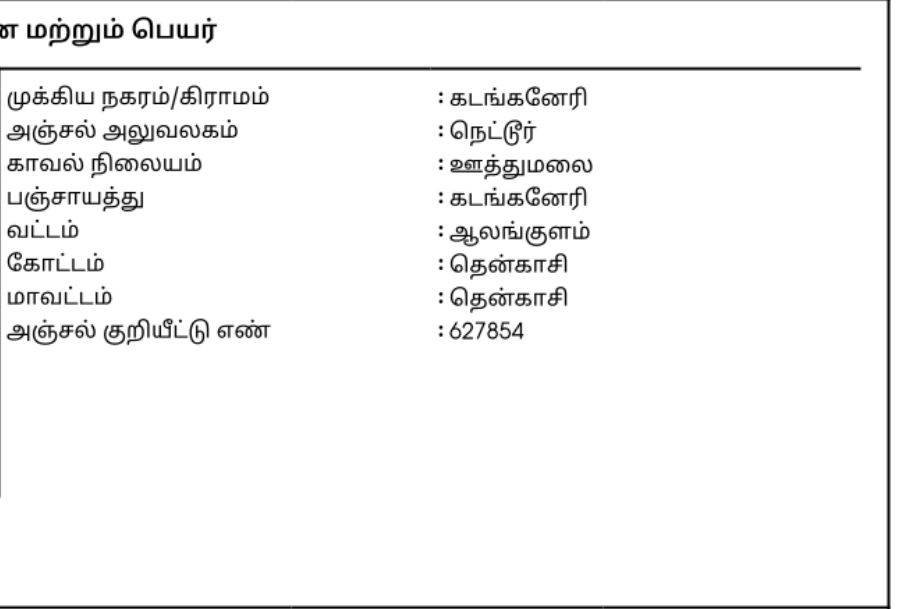 ன மற்றும் பெயர்
முக்கிய நகரம்/கிராமம் : கடங்கனேரி
அஞ்சல் அலுவலகம் : நெட்டூர்
காவல் நிலையம் : ஊத்துமலை
பஞ்சாயத்து : கடங்கனேரி
வட்டம் : ஆலங்குளம்
கோட்டம் : தென்காசி
மாவட்டம் : தென்காசி
அஞ்சல் குறியீட்டு எண் : 627854